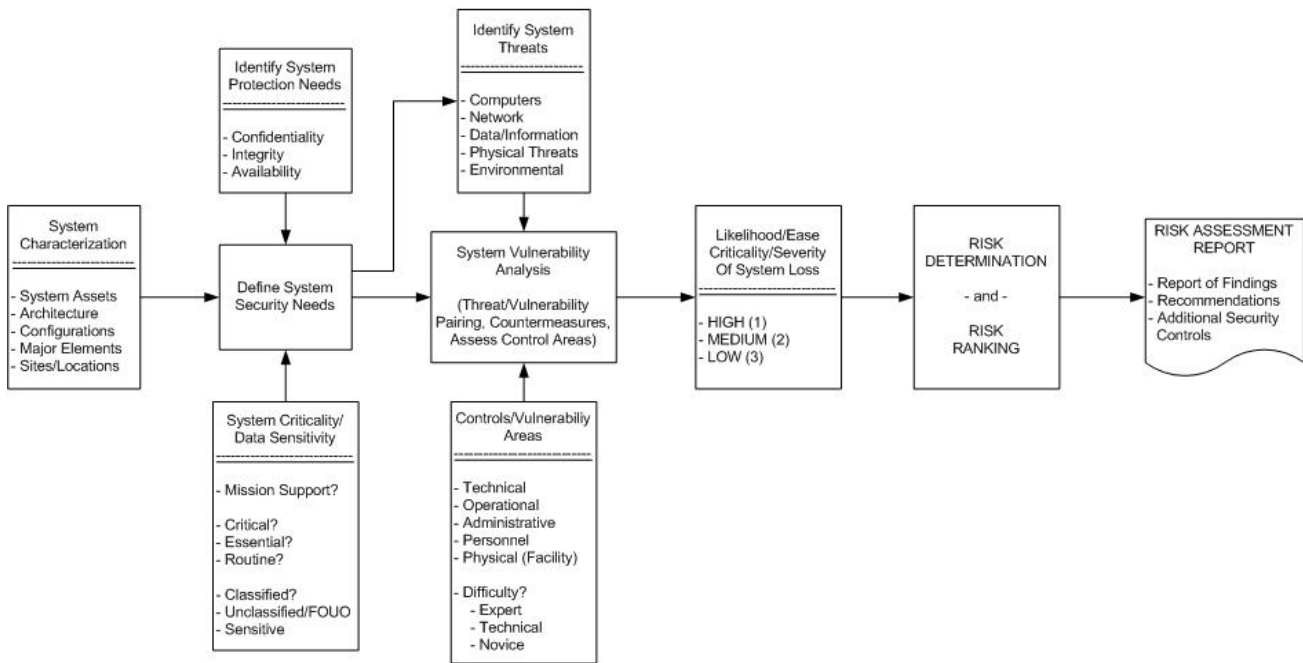 Identify System
Threats
- Computers
- Network
- Data/Information
- Physical Threats
- Environmental
Identify System
Protection Needs
- Confidentiality
- Integrity
- Availability
System
Characterization
- System Assets
- Architecture
- Configurations
- Major Elements
- Sites/Locations
Define System
Security Needs
System Vulnerability
Analysis
(Threat/Vulnerability
Pairing, Countermeasures,
Assess Control Areas)
Likelihood/Ease
Criticality/Severity
Of System Loss
- HIGH (1)
- MEDIUM (2)
- LOW (3)
RISK
DETERMINATION
- and -
RISK
RANKING
RISK ASSESSMENT
REPORT
- Report of Findings
- Recommendations
- Additional Security
Controls
System Criticality/
Data Sensitivity
- Mission Support?
- Critical?
- Essential?
- Routine?
- Classified?
- Unclassified/FOUO
- Sensitive
Controls/Vulnerabiliy
Areas
- Technical
- Operational
- Administrative
- Personnel
- Physical (Facility)
- Difficulty?
- Expert
- Technical
- Novice